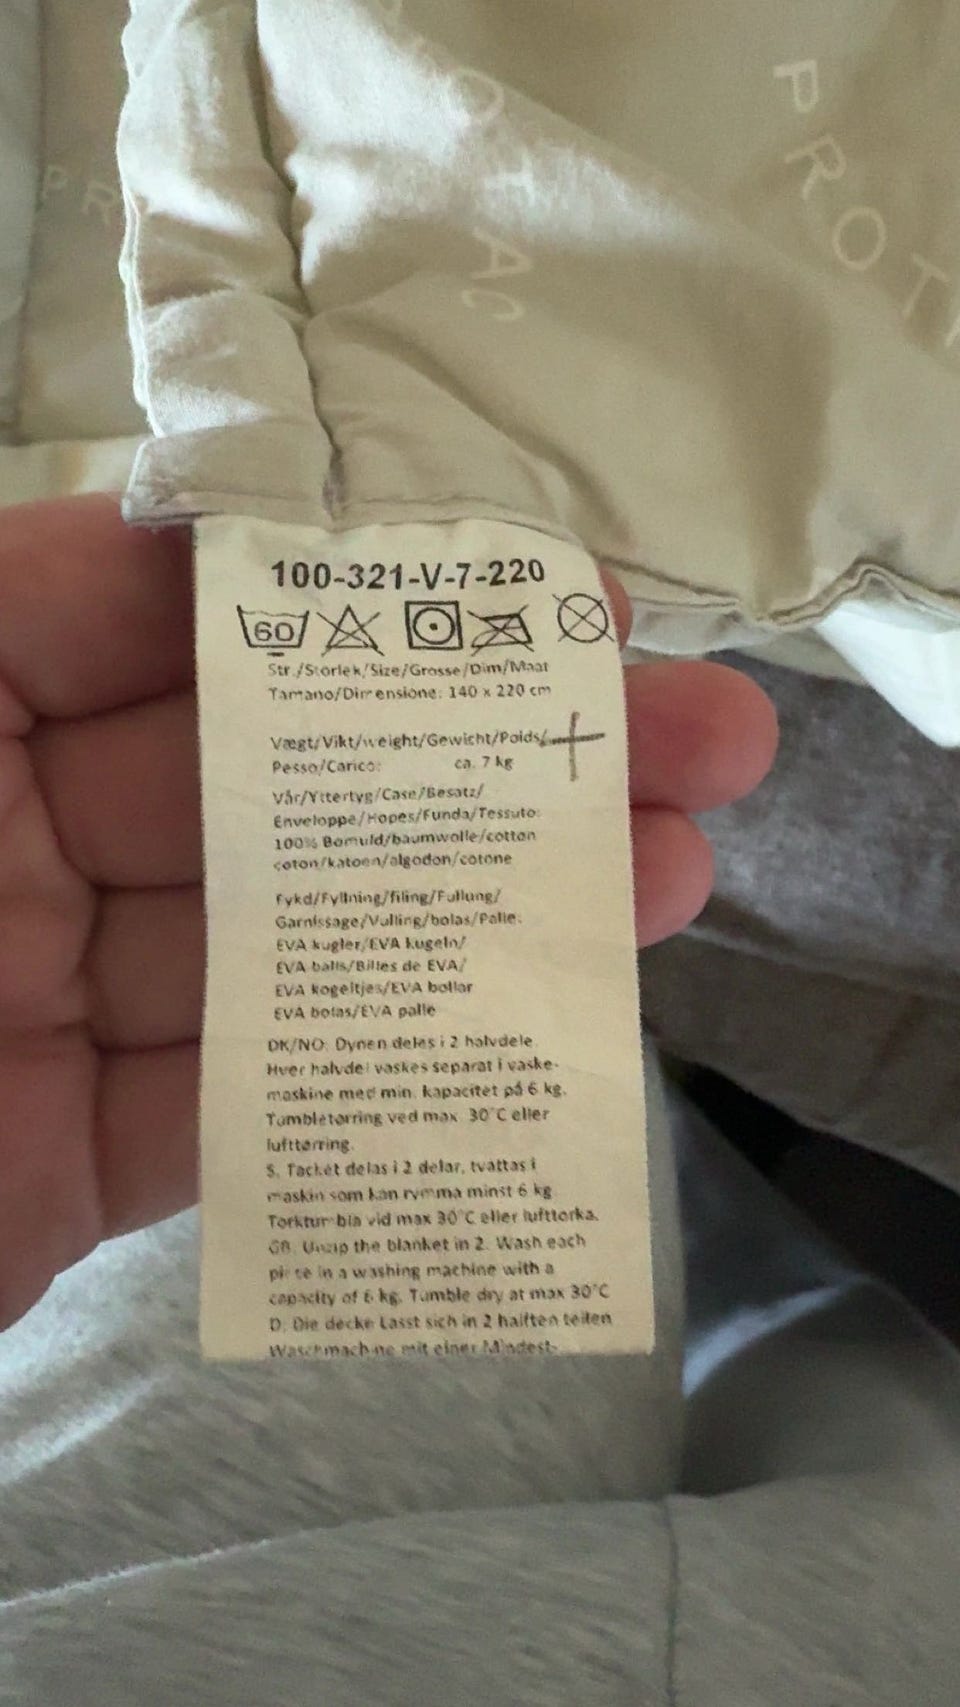 PROTAC
PROT
PR
100-321-V-7-220
60
Str./Storlek/Size/Grosse/Dim/Maat
Tamano/Dimensione: 140 x 220 cm
Vægt/Vikt/weight/Gewicht/Poids/
Pesso/Carico: ca. 7 kg
Vår/Yttertyg/Case/Besatz/
Enveloppe/Hopes/Funda/Tessuto:
100% Bomuld/baumwolle/cotton
coton/katoen/algodon/cotone
Fykd/Fyllning/filing/Fullung/
Garnissage/Vulling/bolas/Palle:
EVA kugler/EVA kugeln/
EVA balls/Billes de EVA/
EVA kogeltjes/EVA bollar
EVA bolas/EVA palle
DK/NO: Dynen deles i 2 halvdele.
Hver halvdel vaskes separat i vaske-
maskine med min. kapacitet på 6 kg.
Tumbletørring ved max. 30°C eller
lufttørring.
S. Tacket delas i 2 delar, tvattas i
maskin som kan rymma minst 6 kg
Torktumbla vid max 30°C eller lufttorka.
GB. Unzip the blanket in 2. Wash each
piece in a washing machine with a
capacity of 6 kg. Tumble dry at max 30°C
D. Die decke Lasst sich in 2 halften teilen
Waschmachine mit einer Mindest-